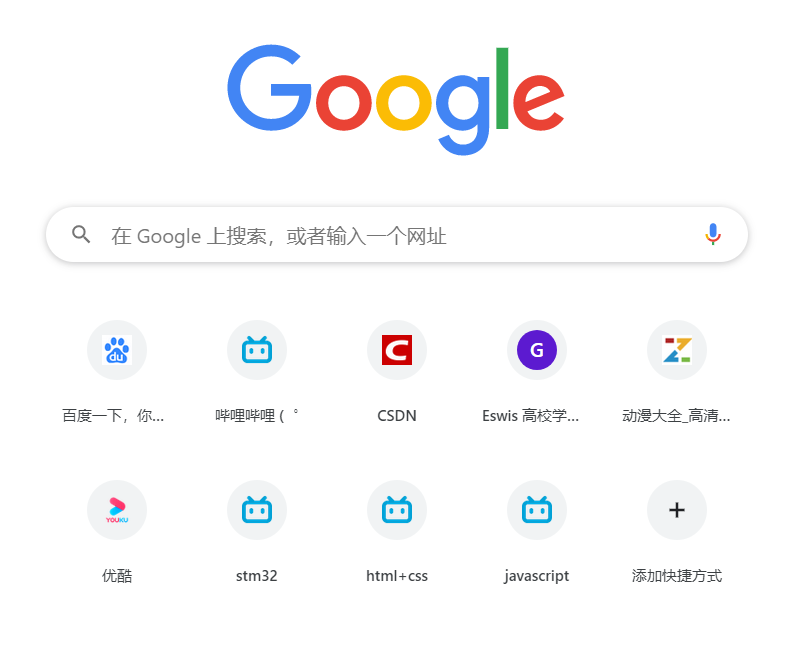 Google
在 Google 上搜索，或者输入一个网址
du
G
百度一下，你...
哔哩哔哩 ( ゜
CSDN
Eswis 高校学...
动漫大全_高清...
YOUKU
优酷
stm32
html+css
javascript
添加快捷方式